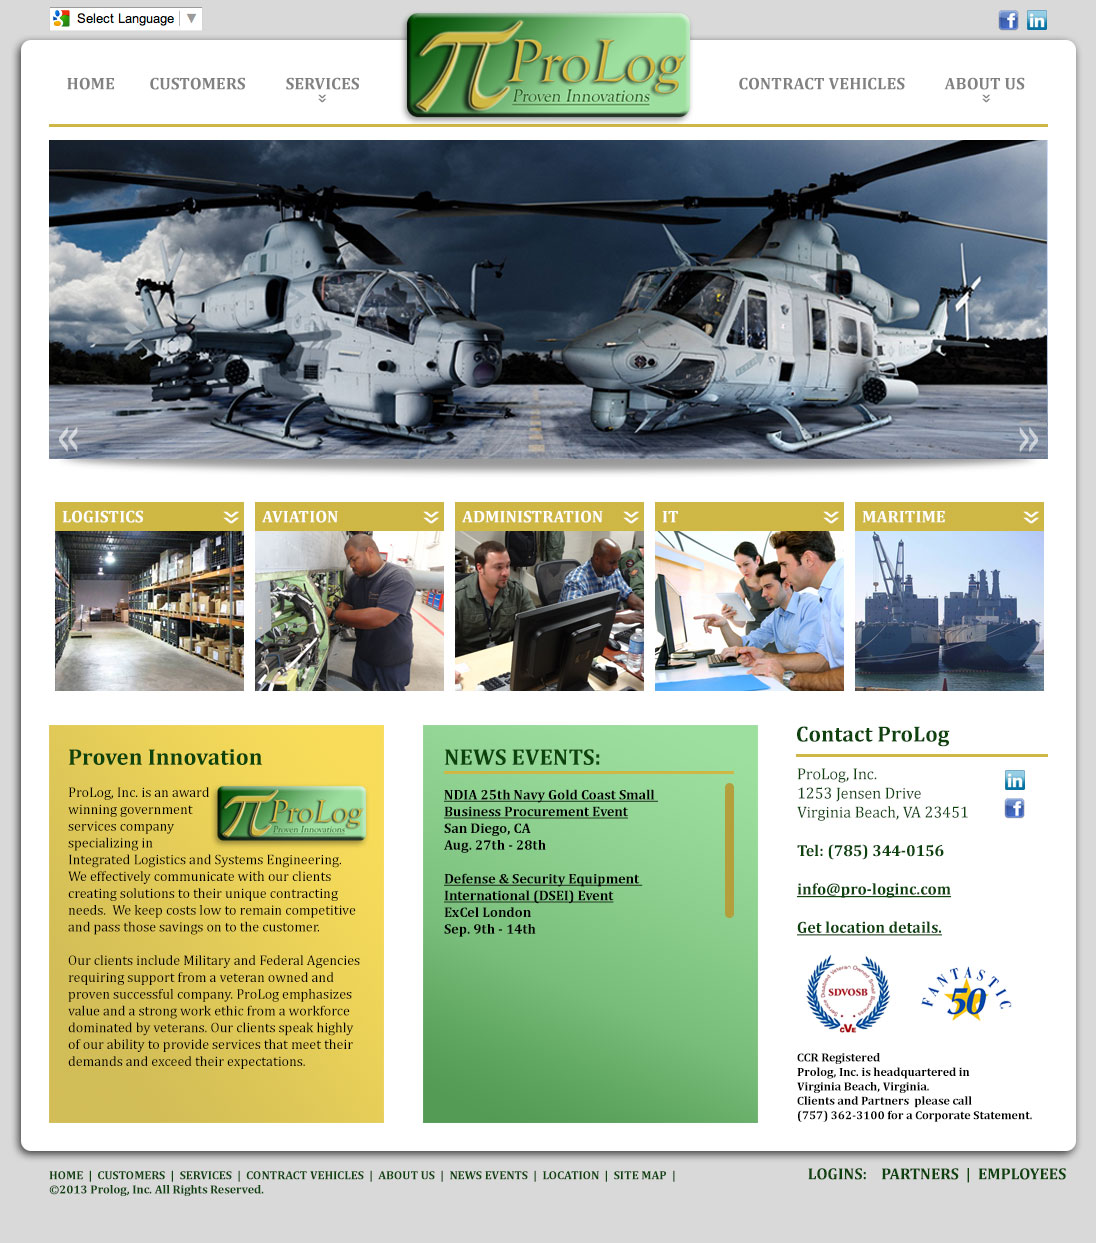 Select Language ▼
HOME
CUSTOMERS
SERVICES
π ProLog
Proven Innovations
CONTRACT VEHICLES
ABOUT US
LOGISTICS
AVIATION
ADMINISTRATION
IT
MARITIME
Proven Innovation
ProLog, Inc. is an award
winning government
services company
specializing in
Integrated Logistics and Systems Engineering.
We effectively communicate with our clients
creating solutions to their unique contracting
needs.  We keep costs low to remain competitive
and pass those savings on to the customer.
π ProLog
Proven Innovations
Our clients include Military and Federal Agencies
requiring support from a veteran owned and
proven successful company. ProLog emphasizes
value and a strong work ethic from a workforce
dominated by veterans. Our clients speak highly
of our ability to provide services that meet their
demands and exceed their expectations.
NEWS EVENTS:
NDIA 25th Navy Gold Coast Small
Business Procurement Event
San Diego, CA
Aug. 27th - 28th
Defense & Security Equipment
International (DSEI) Event
ExCel London
Sep. 9th - 14th
Contact ProLog
ProLog, Inc.
1253 Jensen Drive
Virginia Beach, VA 23451
Tel: (785) 344-0156
info@pro-loginc.com
Get location details.
Service Disabled Veteran Owned Small Business
SDVOSB
CVE
FANTASTIC
50
CCR Registered
Prolog, Inc. is headquartered in
Virginia Beach, Virginia.
Clients and Partners  please call
(757) 362-3100 for a Corporate Statement.
HOME | CUSTOMERS | SERVICES | CONTRACT VEHICLES | ABOUT US | NEWS EVENTS | LOCATION | SITE MAP |
©2013 Prolog, Inc. All Rights Reserved.
LOGINS: PARTNERS | EMPLOYEES